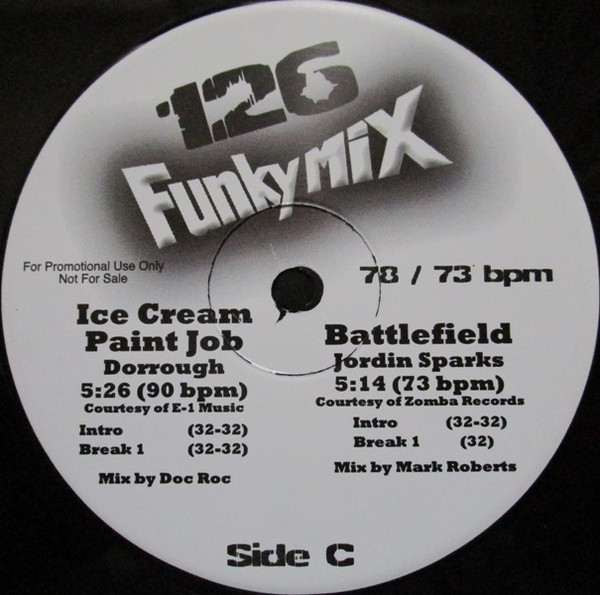 126
Funkymix
For Promotional Use Only
Not For Sale
78 / 73 bpm
Ice Cream
Paint Job
Dorrough
5:26 (90 bpm)
Courtesy of E-1 Music
Intro (32-32)
Break 1 (32-32)
Mix by Doc Roc
Battlefield
Jordin Sparks
5:14 (73 bpm)
Courtesy of Zomba Records
Intro (32-32)
Break 1 (32)
Mix by Mark Roberts
Side C